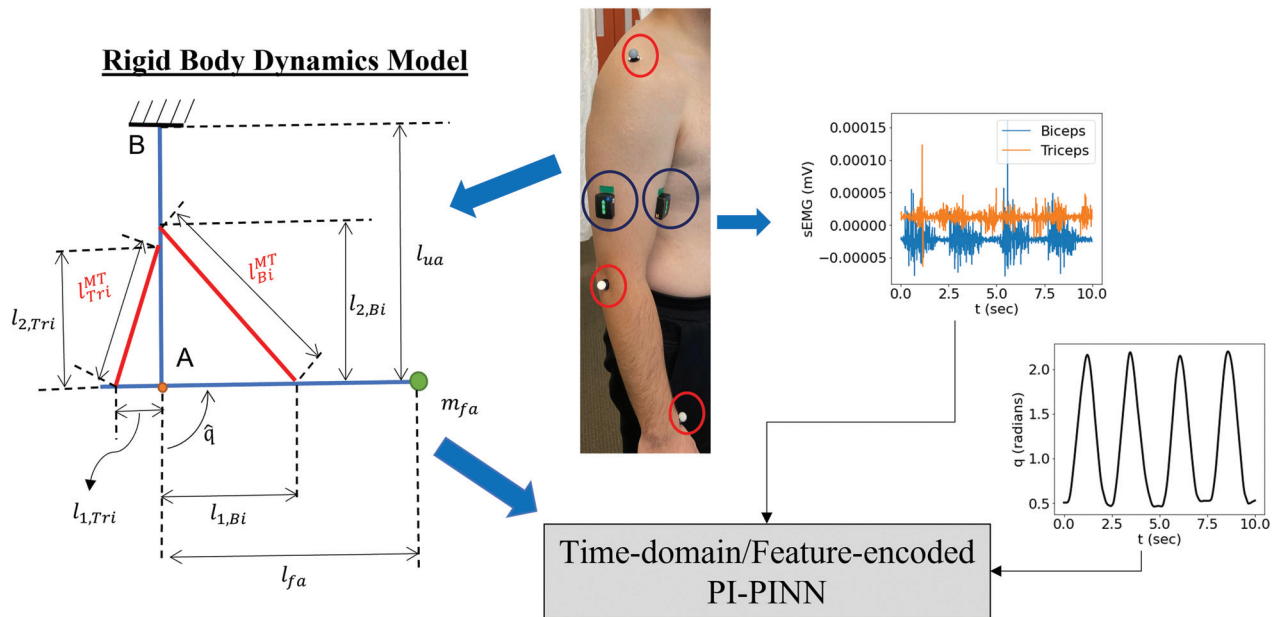 Rigid Body Dynamics Model
B
A
l_{Tri}^{MT}
l_{Bi}^{MT}
l_{2,Tri}
l_{2,Bi}
l_{ua}
m_{fa}
q̂
l_{1,Tri}
l_{1,Bi}
l_{fa}
Biceps
Triceps
sEMG (mV)
0.00015
0.00010
0.00005
0.00000
−0.00005
0.0 2.5 5.0 7.5 10.0
t (sec)
q (radians)
2.0
1.5
1.0
0.5
0.0 2.5 5.0 7.5 10.0
t (sec)
Time-domain/Feature-encoded
PI-PINN